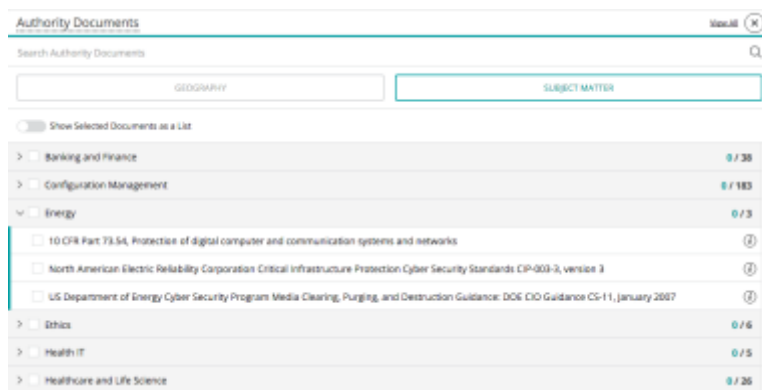 Authority Documents View All
Search Authority Documents
GEOGRAPHY SUBJECT MATTER
Show Selected Documents as a List
Banking and Finance 0 / 38
Configuration Management 0 / 183
Energy 0 / 3
10 CFR Part 73.54, Protection of digital computer and communication systems and networks
North American Electric Reliability Corporation Critical Infrastructure Protection Cyber Security Standards CIP-003-3, version 3
US Department of Energy Cyber Security Program Media Clearing, Purging, and Destruction Guidance: DOE CIO Guidance CS-11, January 2007
Ethics 0 / 6
Health IT 0 / 5
Healthcare and Life Science 0 / 26